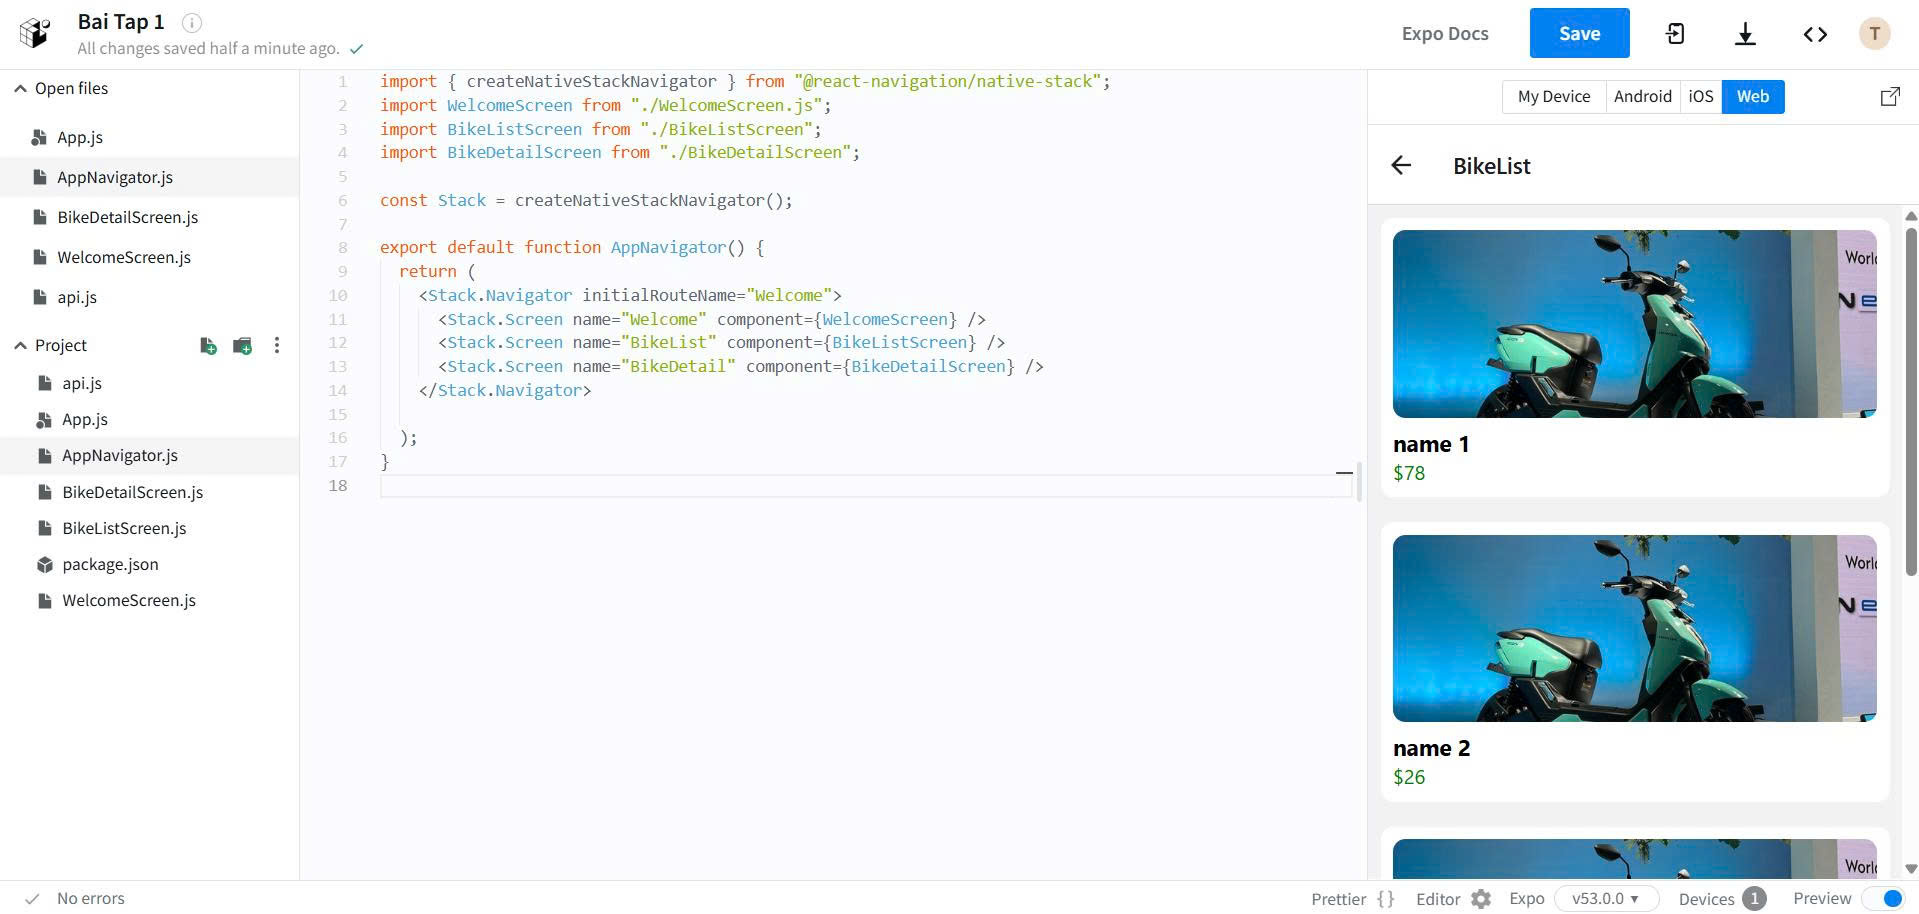 Bai Tap 1
All changes saved half a minute ago.
Expo Docs
Save
T
Open files
App.js
AppNavigator.js
BikeDetailScreen.js
WelcomeScreen.js
api.js
Project
api.js
App.js
AppNavigator.js
BikeDetailScreen.js
BikeListScreen.js
package.json
WelcomeScreen.js
1 import { createNativeStackNavigator } from "@react-navigation/native-stack";
2 import WelcomeScreen from "./WelcomeScreen.js";
3 import BikeListScreen from "./BikeListScreen";
4 import BikeDetailScreen from "./BikeDetailScreen";
5
6 const Stack = createNativeStackNavigator();
7
8 export default function AppNavigator() {
9 return (
10 <Stack.Navigator initialRouteName="Welcome">
11 <Stack.Screen name="Welcome" component={WelcomeScreen} />
12 <Stack.Screen name="BikeList" component={BikeListScreen} />
13 <Stack.Screen name="BikeDetail" component={BikeDetailScreen} />
14 </Stack.Navigator>
15
16 );
17 }
18
My Device Android iOS Web
BikeList
name 1
$78
name 2
$26
No errors
Prettier {} Editor Expo v53.0.0 Devices 1 Preview